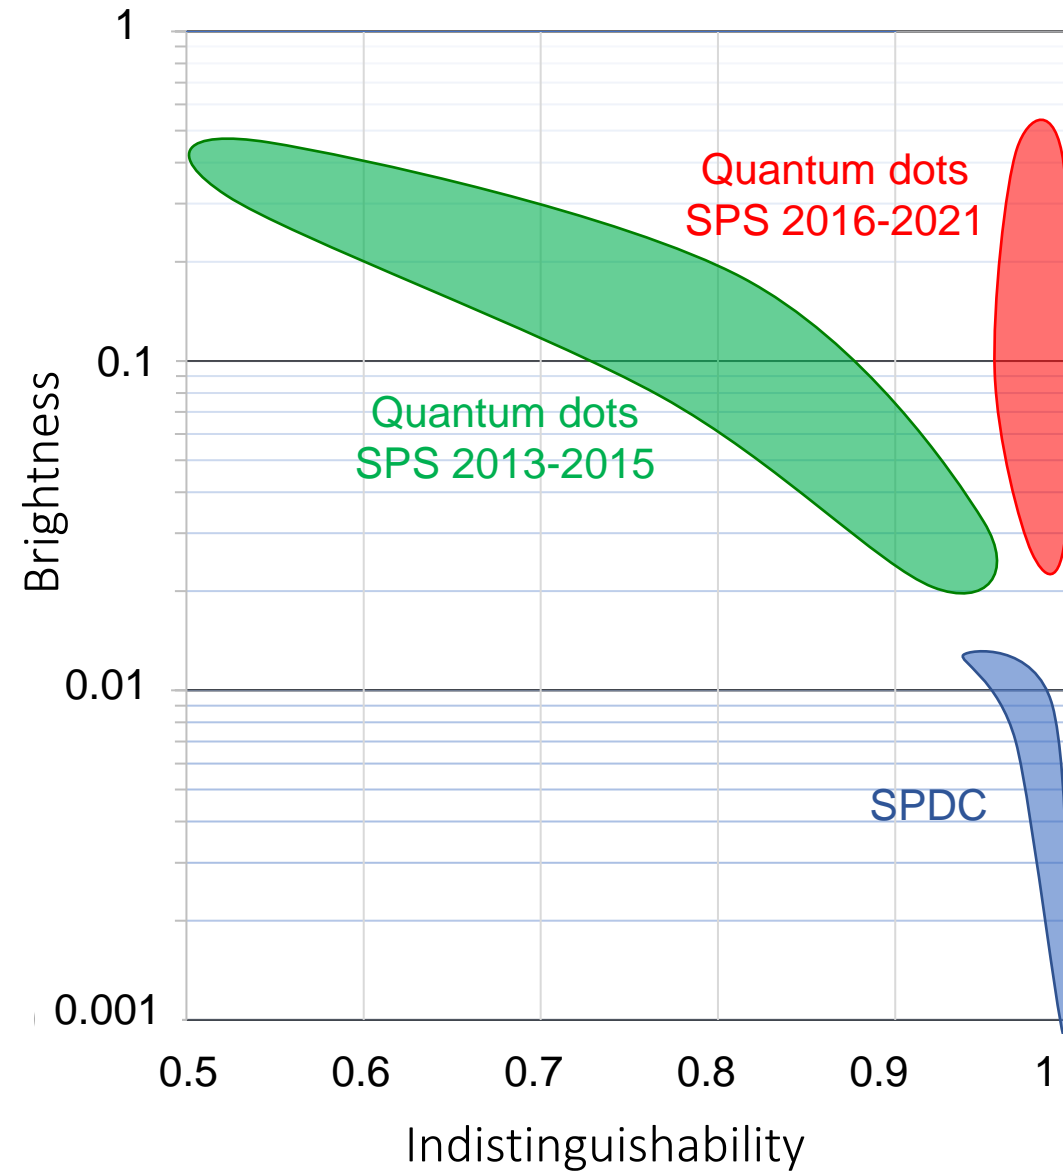 1
Quantum dots
SPS 2016-2021
0.1
Quantum dots
SPS 2013-2015
Brightness
0.01
SPDC
0.001
0.5 0.6 0.7 0.8 0.9 1
Indistinguishability